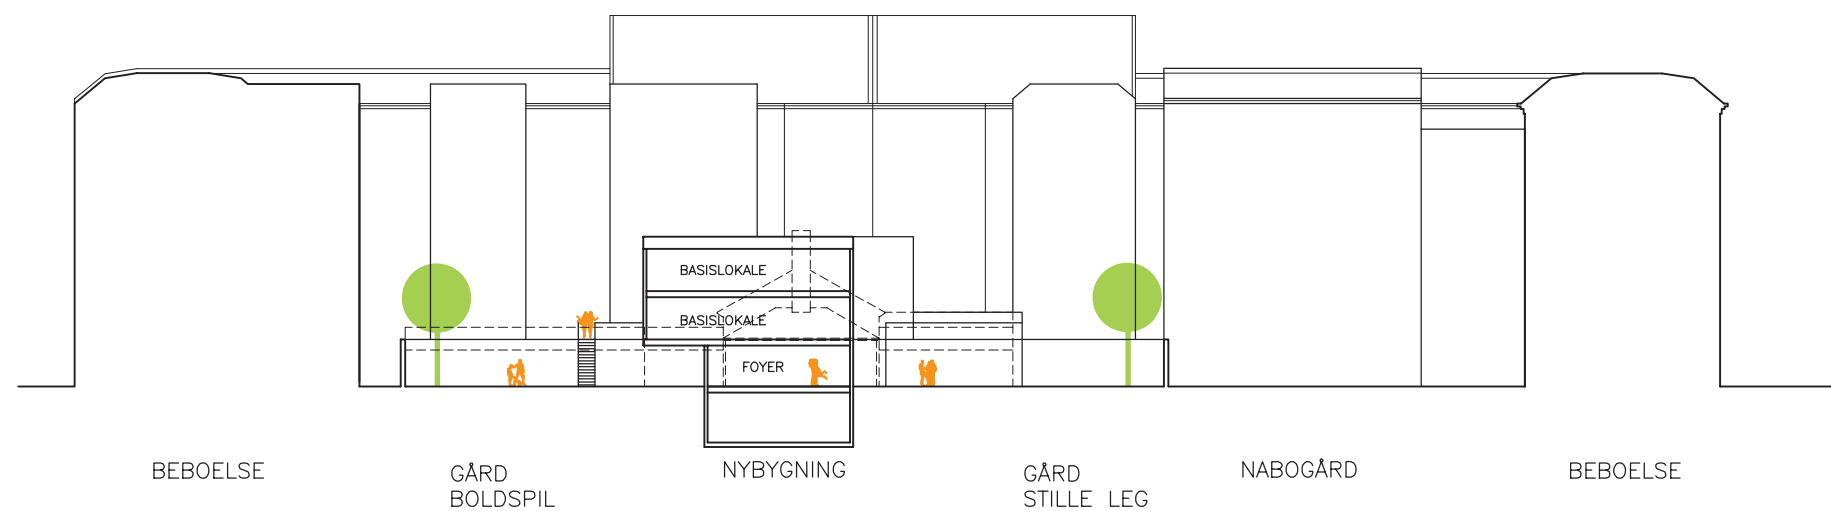 BASISLOKALE
BASISLOKALE
FOYER
BEBOELSE
GÅRD
BOLDSPIL
NYBYGNING
GÅRD
STILLE LEG
NABOGÅRD
BEBOELSE